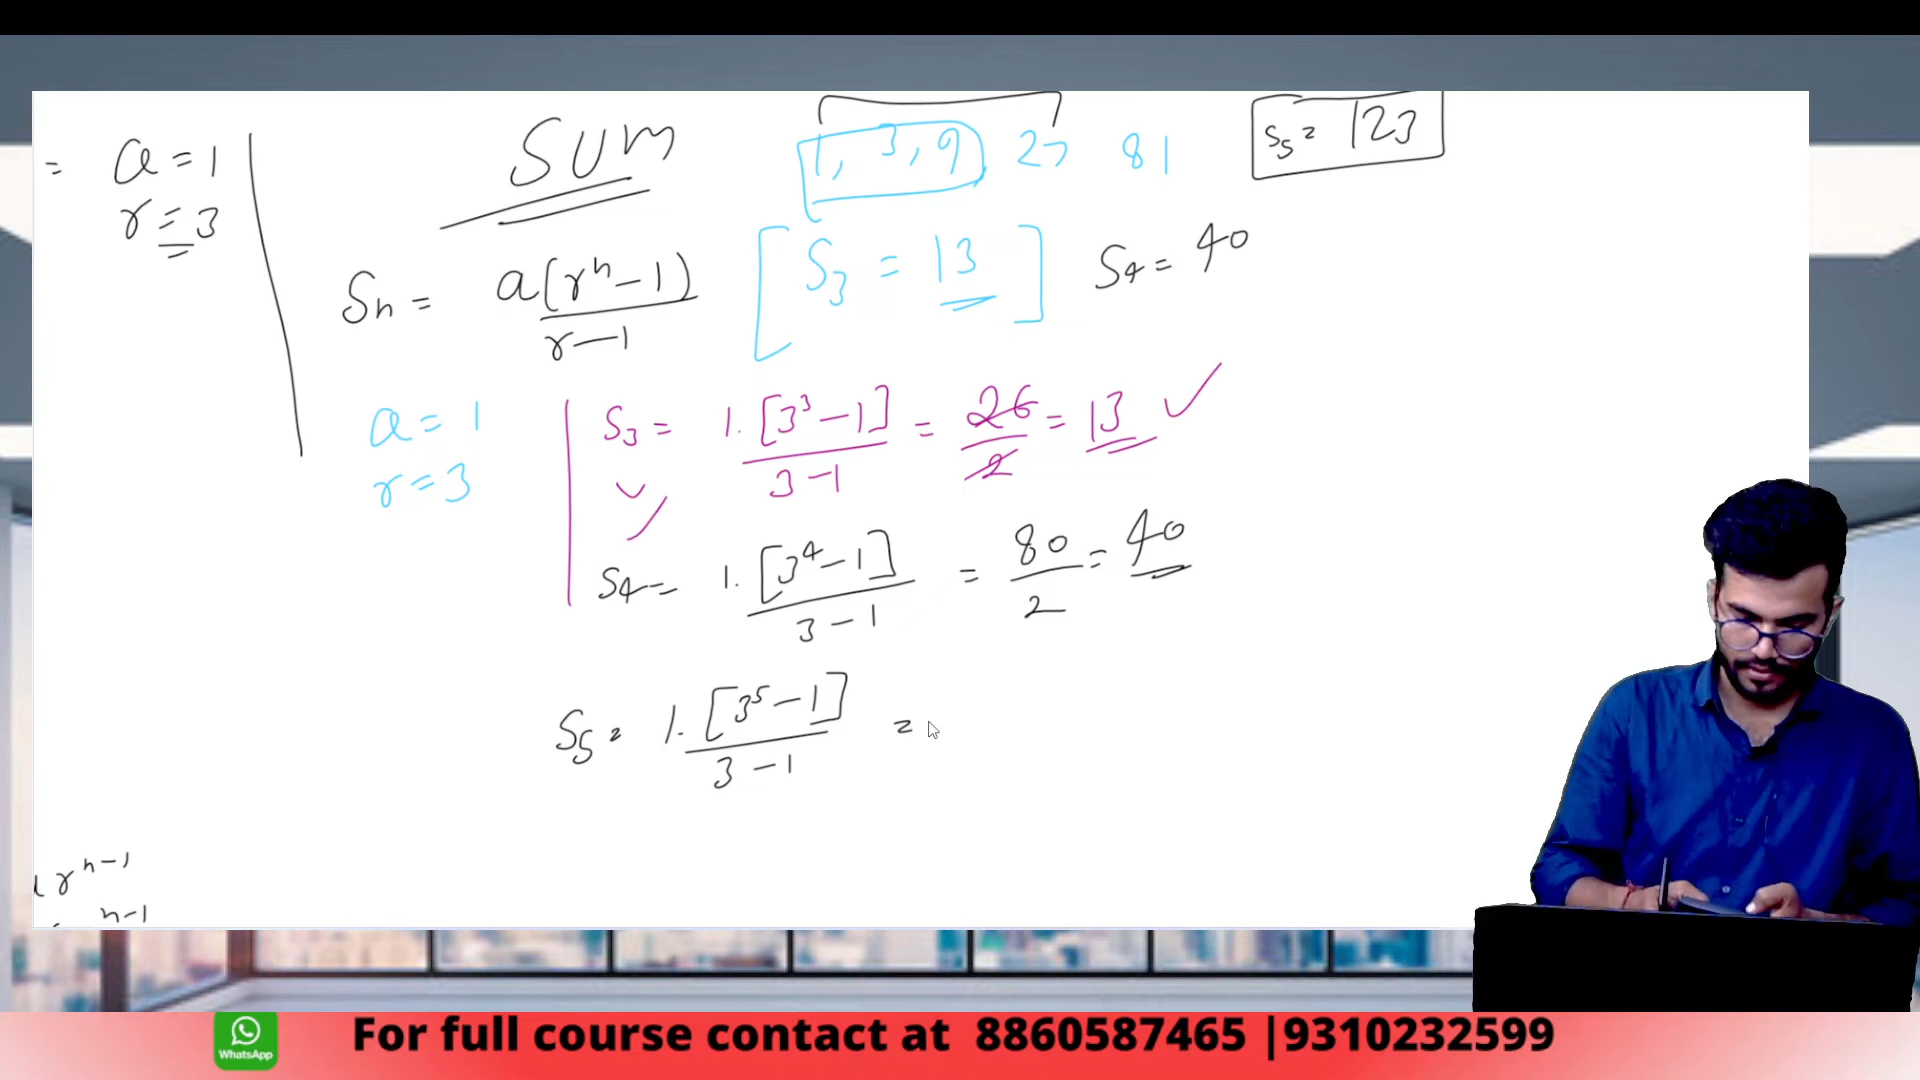 SUM
1, 3, 9 27 81
S5 = 123
= a = 1
r = 3
Sn = a(r^n - 1) / r - 1
[S3 = 13]
S4 = 40
a = 1
r = 3
S3 = 1.[3^3 - 1] / 3 - 1 = 26 / 2 = 13 ✓
S4 = 1.[3^4 - 1] / 3 - 1 = 80 / 2 = 40
S5 = 1.[3^5 - 1] / 3 - 1 =
r^n-1
n-1
WhatsApp
For full course contact at 8860587465 |9310232599